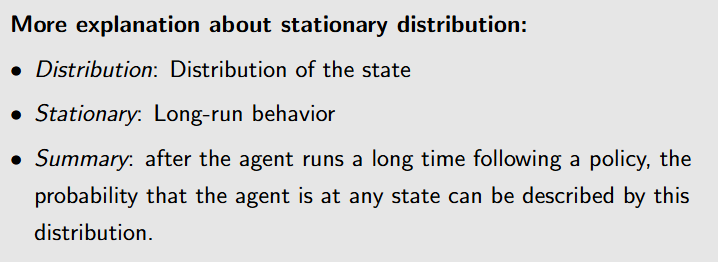 More explanation about stationary distribution:
• Distribution: Distribution of the state
• Stationary: Long-run behavior
• Summary: after the agent runs a long time following a policy, the
probability that the agent is at any state can be described by this
distribution.